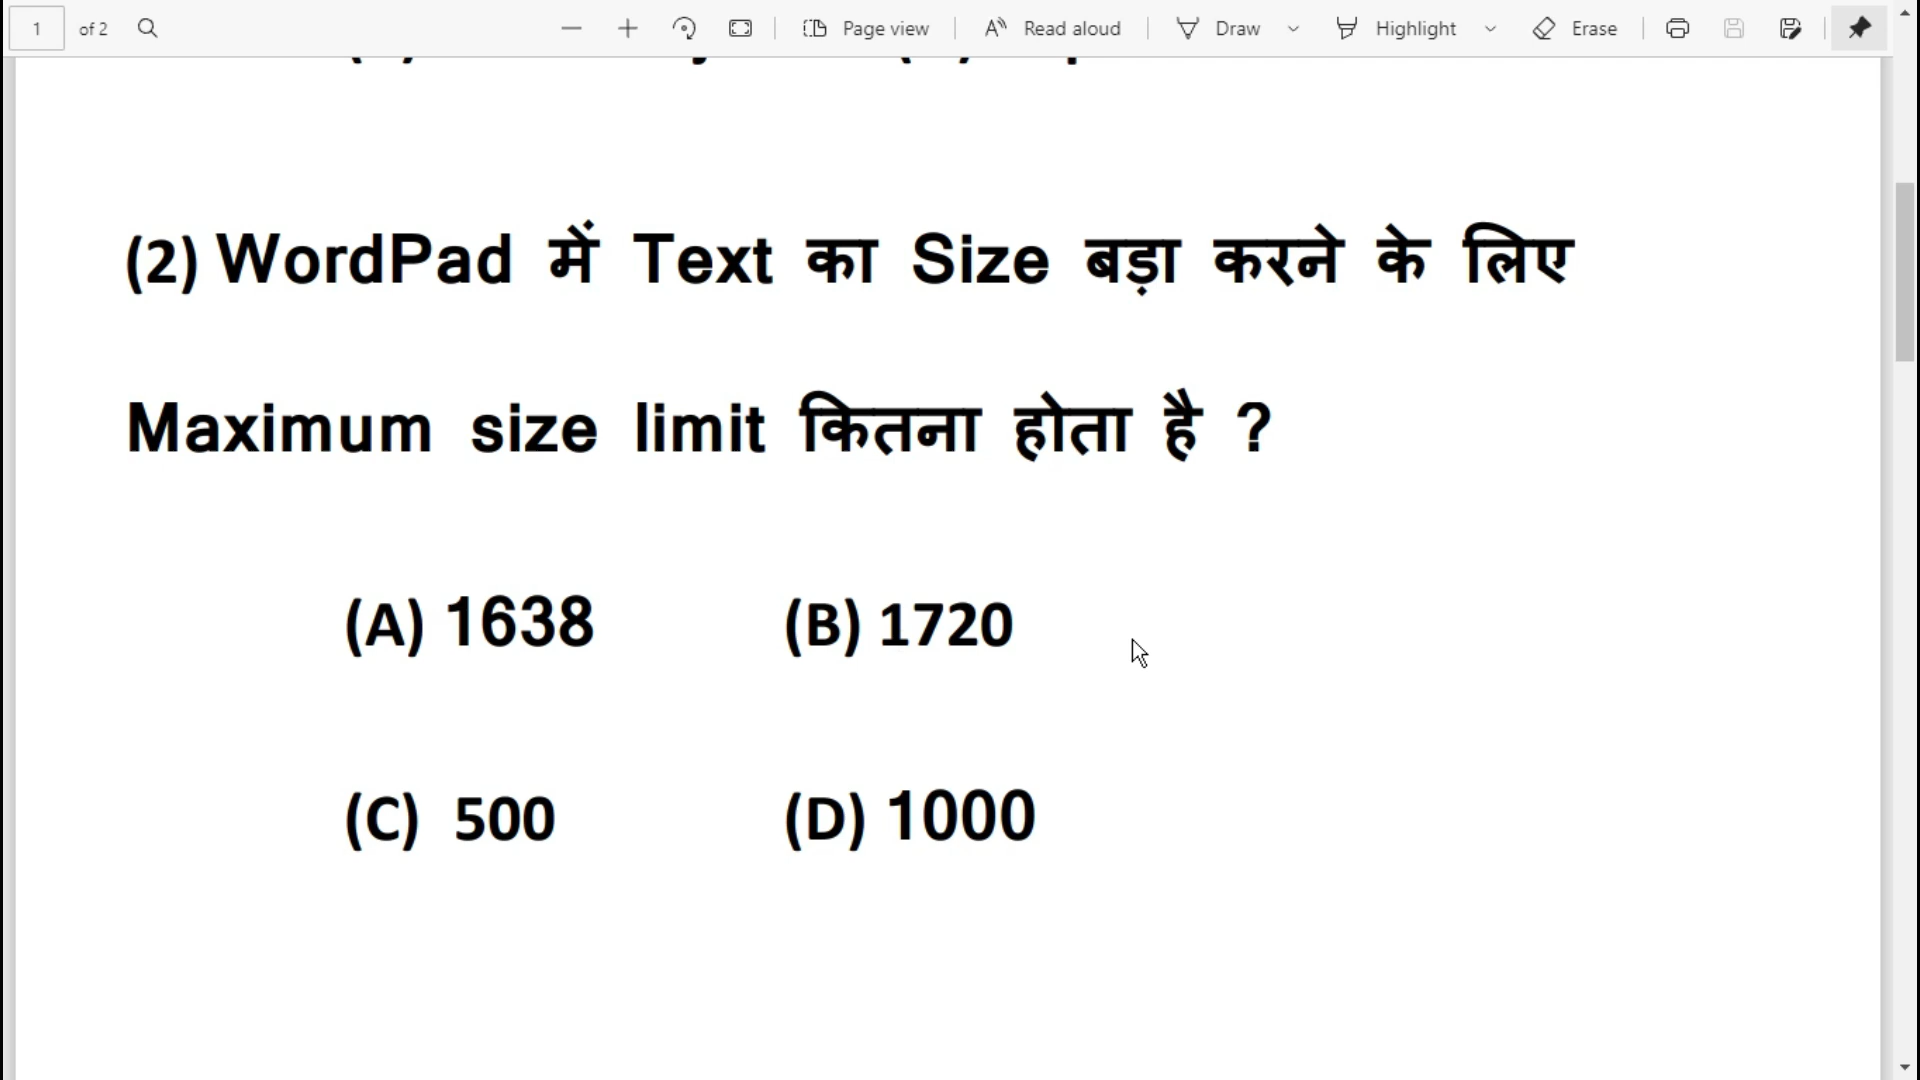 1 of 2 Page view Read aloud Draw Highlight Erase
(2) WordPad में Text का Size बड़ा करने के लिए
Maximum size limit कितना होता है ?
(A) 1638 (B) 1720
(C) 500 (D) 1000